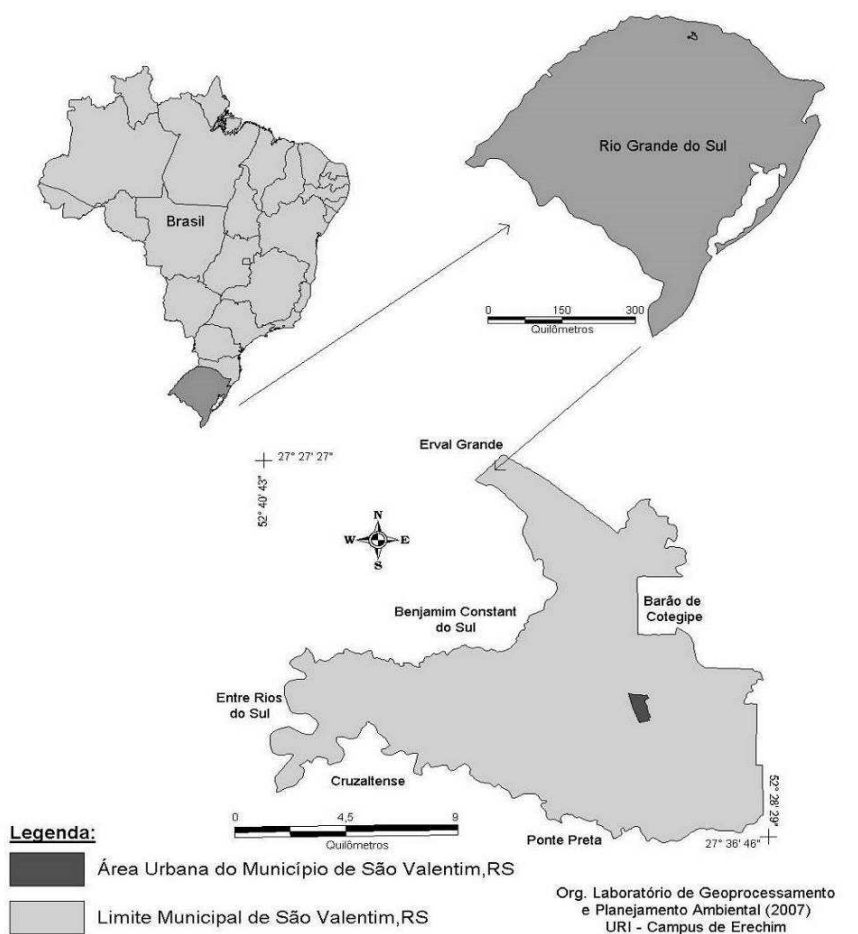 Brasil
Rio Grande do Sul
0 150 300
Quilômetros
Erval Grande
27° 27' 27"
52° 40' 43"
N
W E
S
Benjamim Constant
do Sul
Barão de
Cotegipe
Entre Rios
do Sul
Cruzaltense
0 4,5 9
Quilômetros
Ponte Preta
52° 28' 29"
27° 36' 46"
Legenda:
Área Urbana do Município de São Valentim,RS
Limite Municipal de São Valentim,RS
Org. Laboratório de Geoprocessamento
e Planejamento Ambiental (2007)
URI - Campus de Erechim